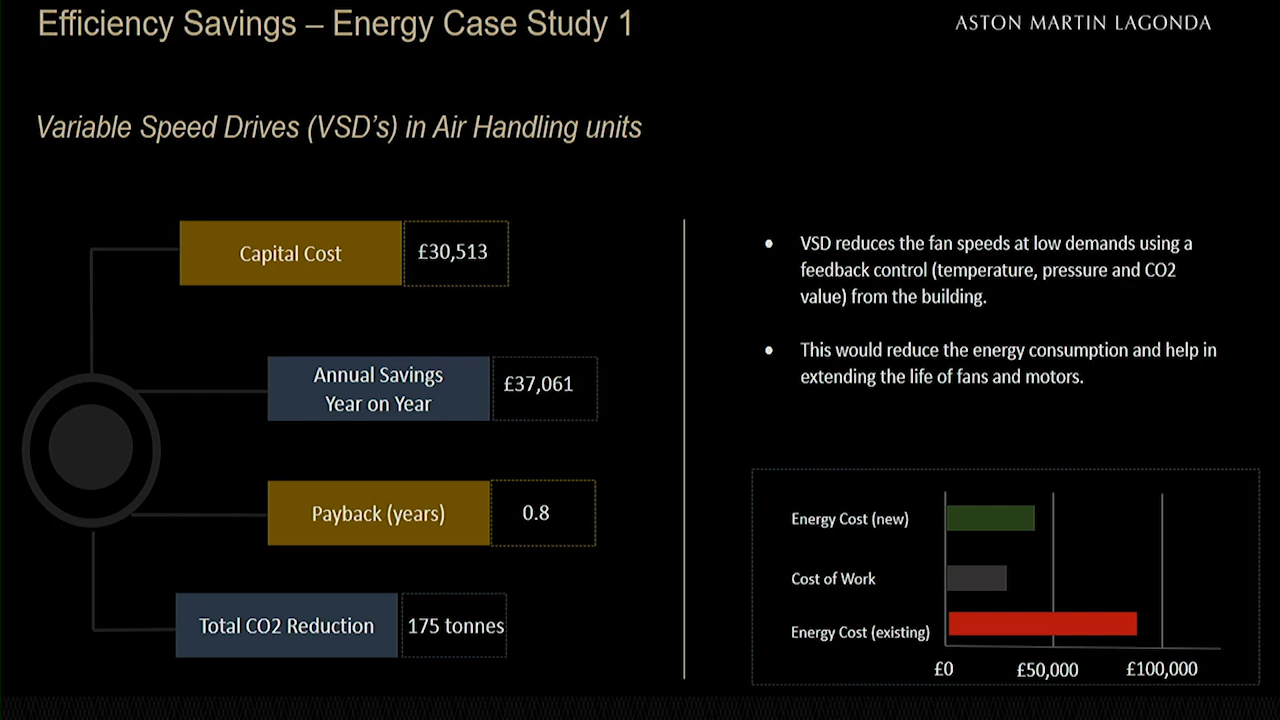 Efficiency Savings – Energy Case Study 1
ASTON MARTIN LAGONDA
Variable Speed Drives (VSD's) in Air Handling units
Capital Cost
£30,513
Annual Savings
Year on Year
£37,061
Payback (years)
0.8
Total CO2 Reduction
175 tonnes
• VSD reduces the fan speeds at low demands using a
feedback control (temperature, pressure and CO2
value) from the building.
• This would reduce the energy consumption and help in
extending the life of fans and motors.
Energy Cost (new)
Cost of Work
Energy Cost (existing)
£0
£50,000
£100,000